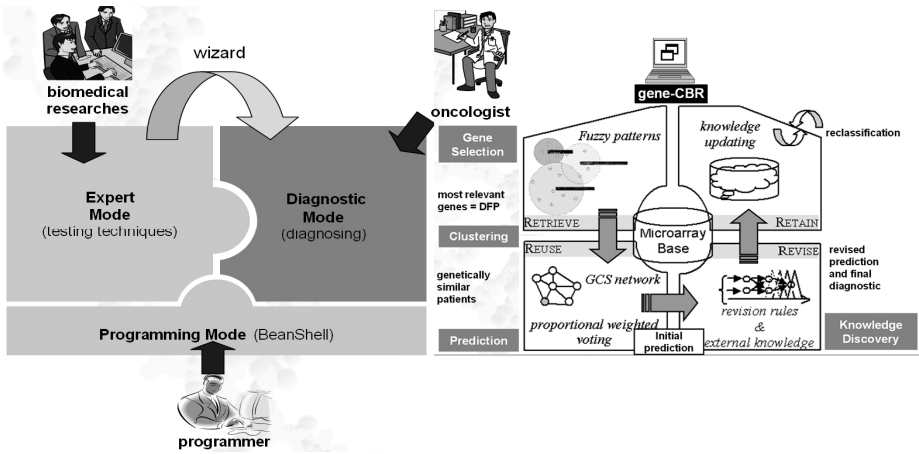 wizard
biomedical
researches
oncologist
Expert
Mode
(testing techniques)
Diagnostic
Mode
(diagnosing)
Programming Mode (BeanShell)
programmer
gene-CBR
Gene
Selection
most relevant
genes = DFP
Clustering
genetically
similar
patients
Prediction
Fuzzy patterns
RETRIEVE
knowledge
updating
RETAIN
reclassification
Microarray
Base
REUSE
GCS network
proportional weighted
voting
Initial
prediction
REVISE
revision rules
&
external knowledge
revised
prediction
and final
diagnostic
Knowledge
Discovery